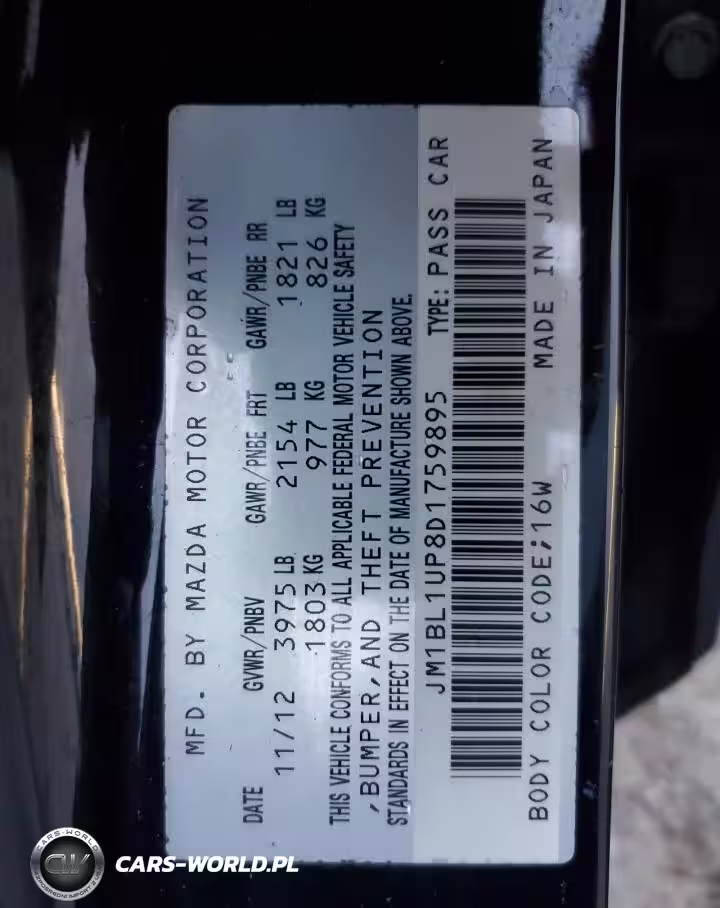 MFD. BY MAZDA MOTOR CORPORATION
DATE GVWR/PNBV GAWR/PNBE FRT GAWR/PNBE RR
11/12 3975 LB 2154 LB 1821 LB
1803 KG 977 KG 826 KG
THIS VEHICLE CONFORMS TO ALL APPLICABLE FEDERAL MOTOR VEHICLE SAFETY
,BUMPER, AND THEFT PREVENTION
STANDARDS IN EFFECT ON THE DATE OF MANUFACTURE SHOWN ABOVE.
JM1BL1UP8D1759895 TYPE: PASS CAR
BODY COLOR CODE;16W MADE IN JAPAN
CARS-WORLD
CW
CARS-WORLD.PL